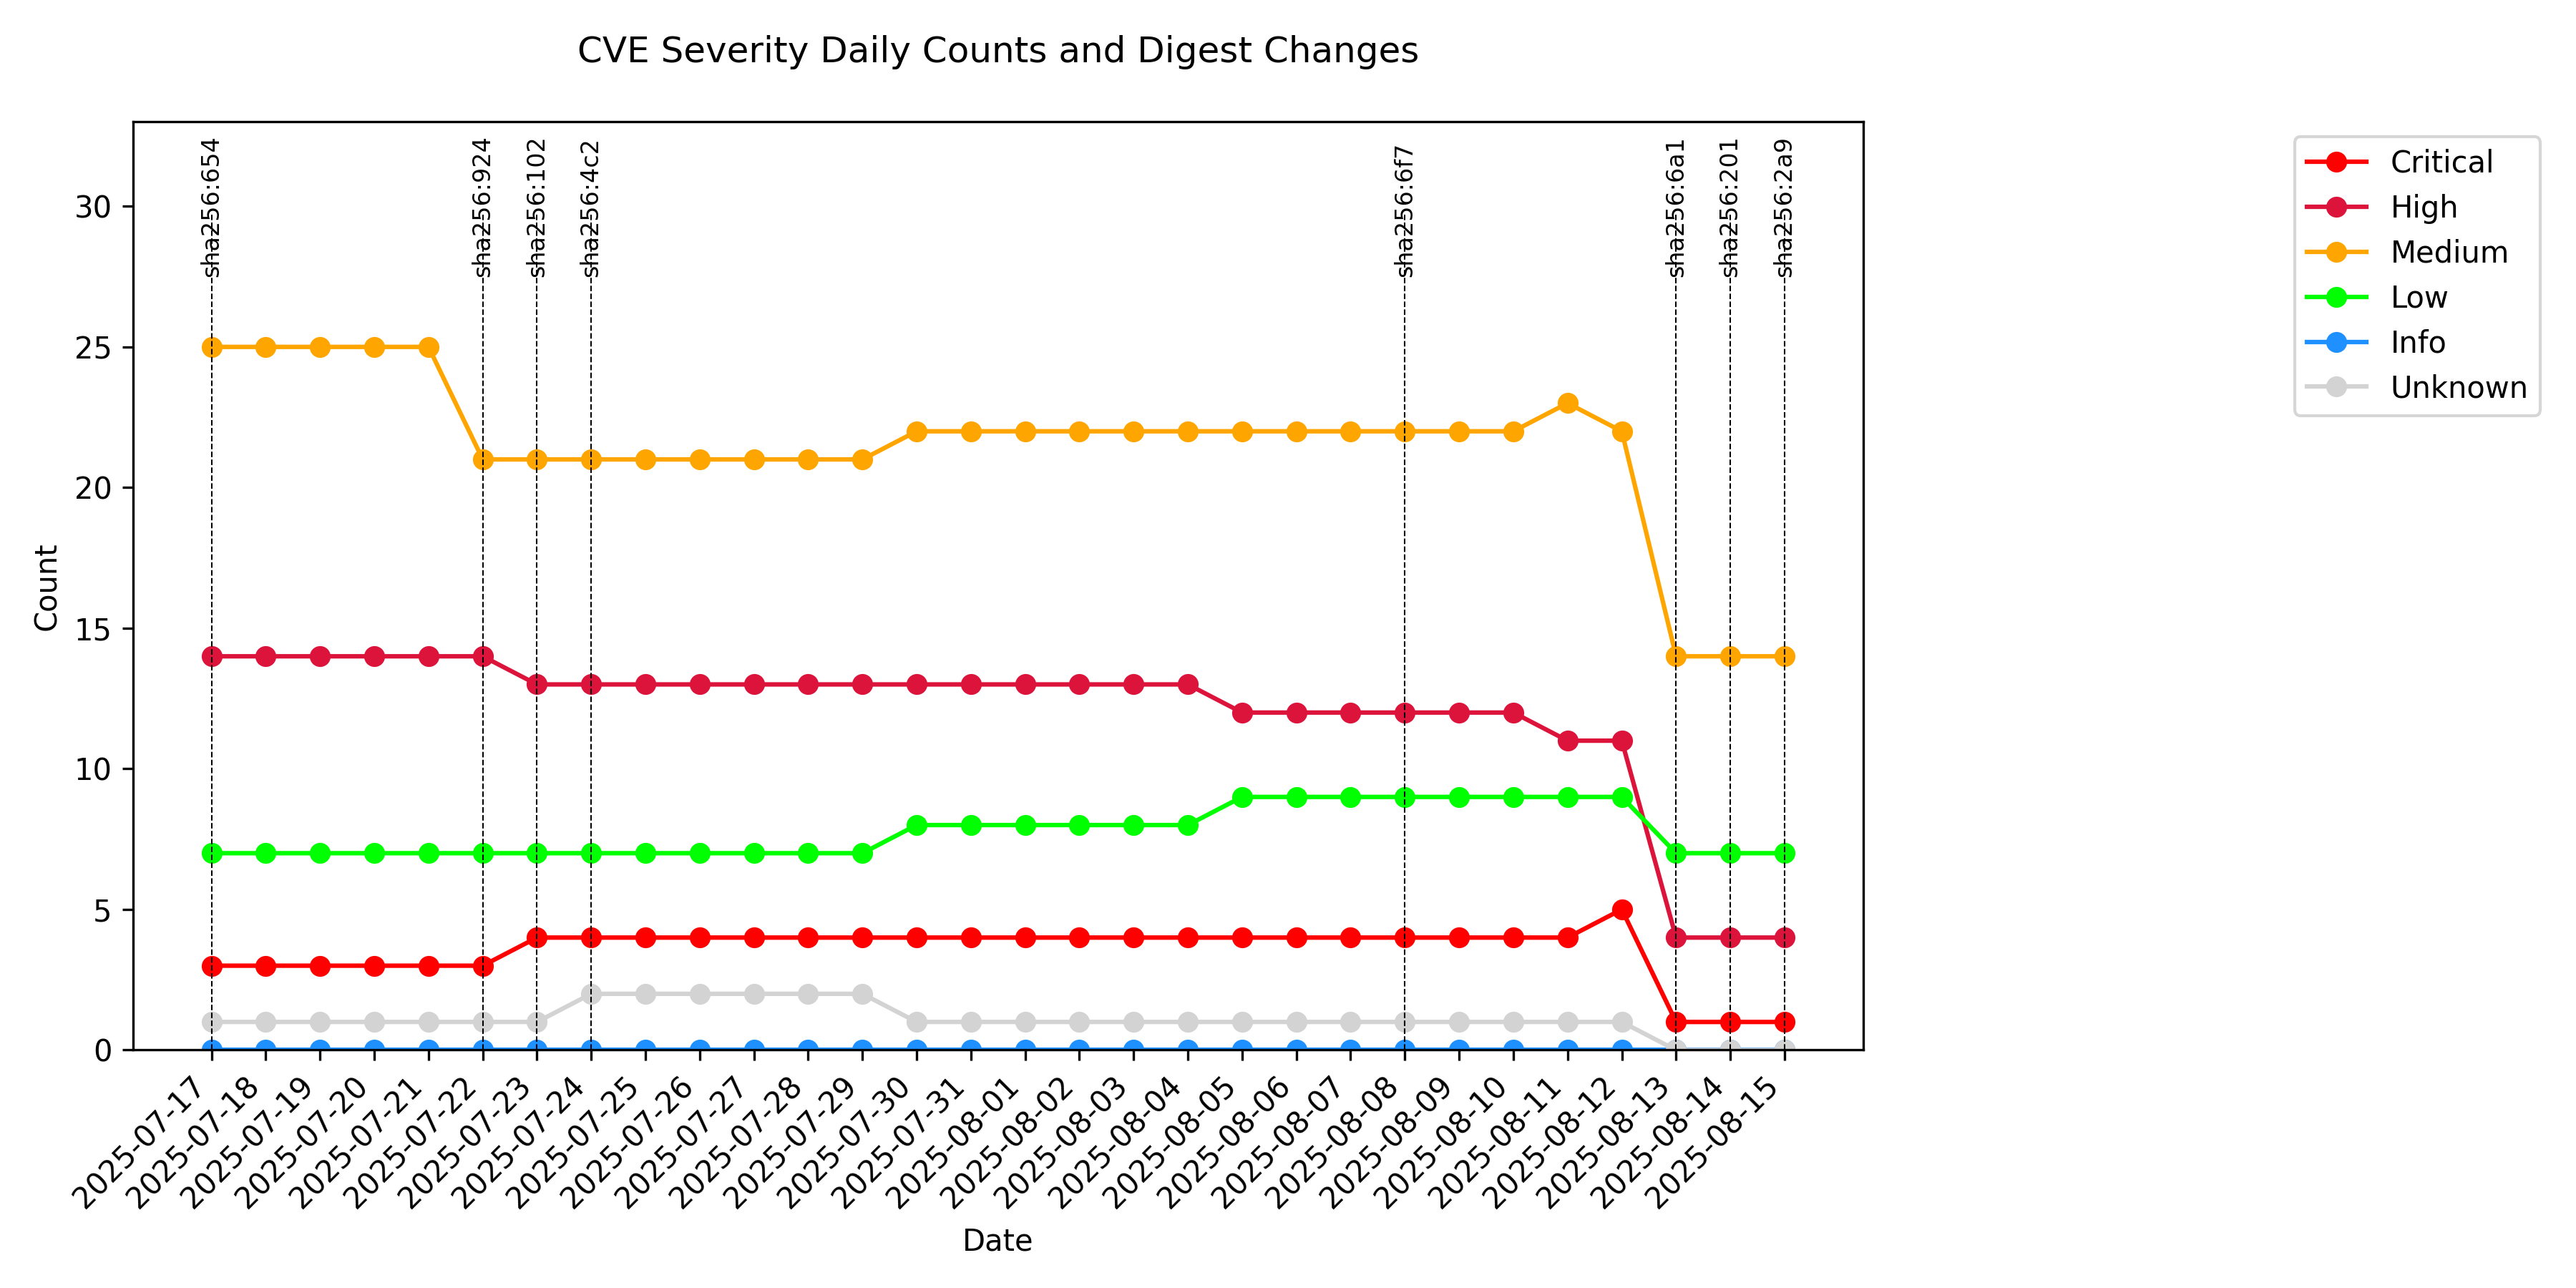 CVE Severity Daily Counts and Digest Changes
sha256:654
sha256:924
sha256:102
sha256:4c2
sha256:6f7
sha256:6a1
sha256:201
sha256:2a9
Critical
High
Medium
Low
Info
Unknown
30
25
20
15
10
5
0
Count
2025-07-17
2025-07-18
2025-07-19
2025-07-20
2025-07-21
2025-07-22
2025-07-23
2025-07-24
2025-07-25
2025-07-26
2025-07-27
2025-07-28
2025-07-29
2025-07-30
2025-07-31
2025-08-01
2025-08-02
2025-08-03
2025-08-04
2025-08-05
2025-08-06
2025-08-07
2025-08-08
2025-08-09
2025-08-10
2025-08-11
2025-08-12
2025-08-13
2025-08-14
2025-08-15
Date